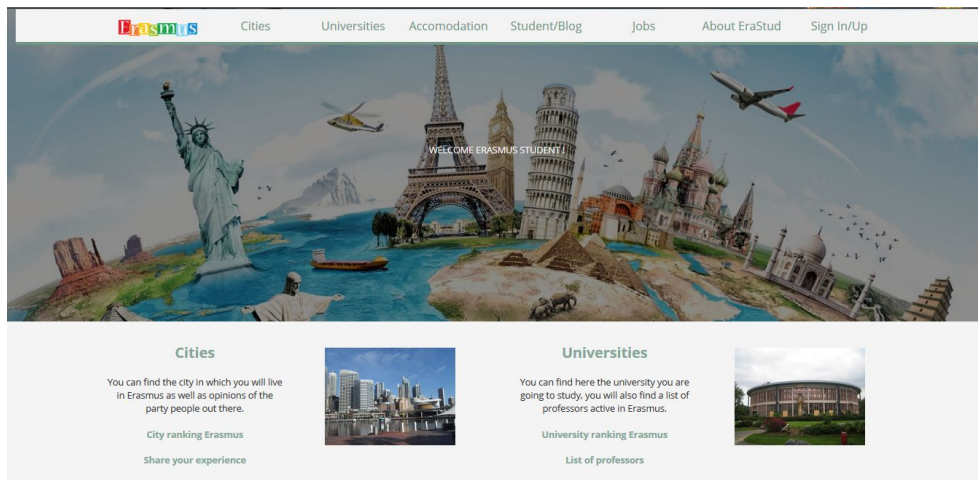 Erasmus Cities Universities Accomodation Student/Blog Jobs About EraStud Sign In/Up
WELCOME ERASMUS STUDENT !
Cities
You can find the city in which you will live
in Erasmus as well as opinions of the
party people out there.
City ranking Erasmus
Share your experience
Universities
You can find here the university you are
going to study, you will also find a list of
professors active in Erasmus.
University ranking Erasmus
List of professors